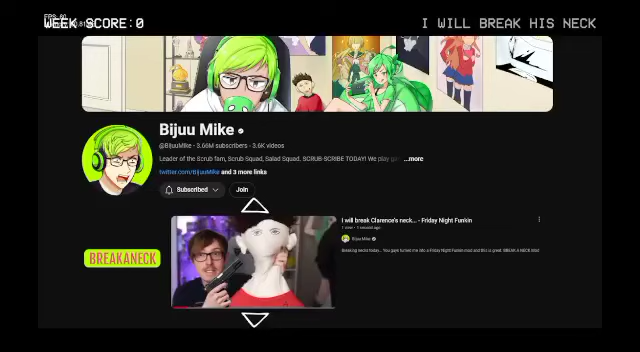 WEEK SCORE:0
I WILL BREAK HIS NECK
Bijuu Mike
@BijuuMike · 3.66M subscribers · 3.6K videos
Leader of the Scrub fam, Scrub Squad, Salad Squad. SCRUB-SCRIBE TODAY! We play ...more
twitter.com/BijuuMike and 3 more links
Subscribed
Join
BREAKANECK
I will break Clarence's neck... - Friday Night Funkin
BijuuMike